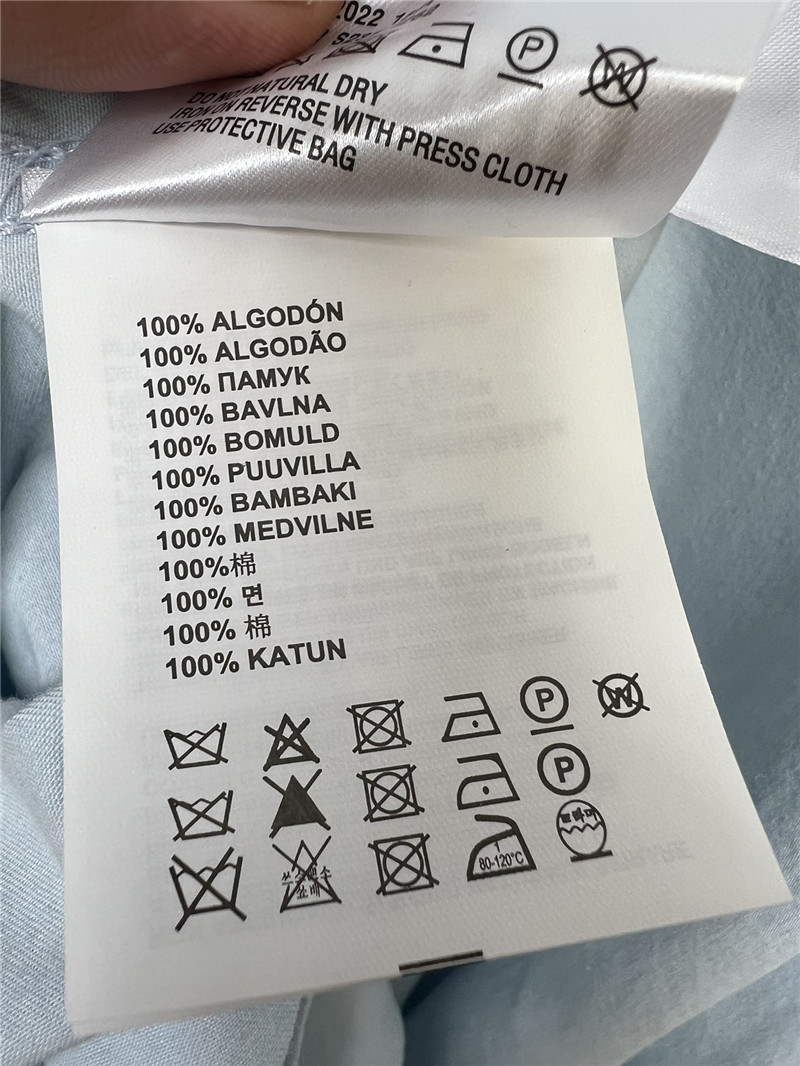 2022
DO NOT NATURAL DRY
IRON ON REVERSE WITH PRESS CLOTH
USE PROTECTIVE BAG
P
W
100% ALGODÓN
100% ALGODÃO
100% ПАМУК
100% BAVLNA
100% BOMULD
100% PUUVILLA
100% BAMBAKI
100% MEDVILNE
100%棉
100% 면
100% 棉
100% KATUN
P
W
P
1
80-120°C